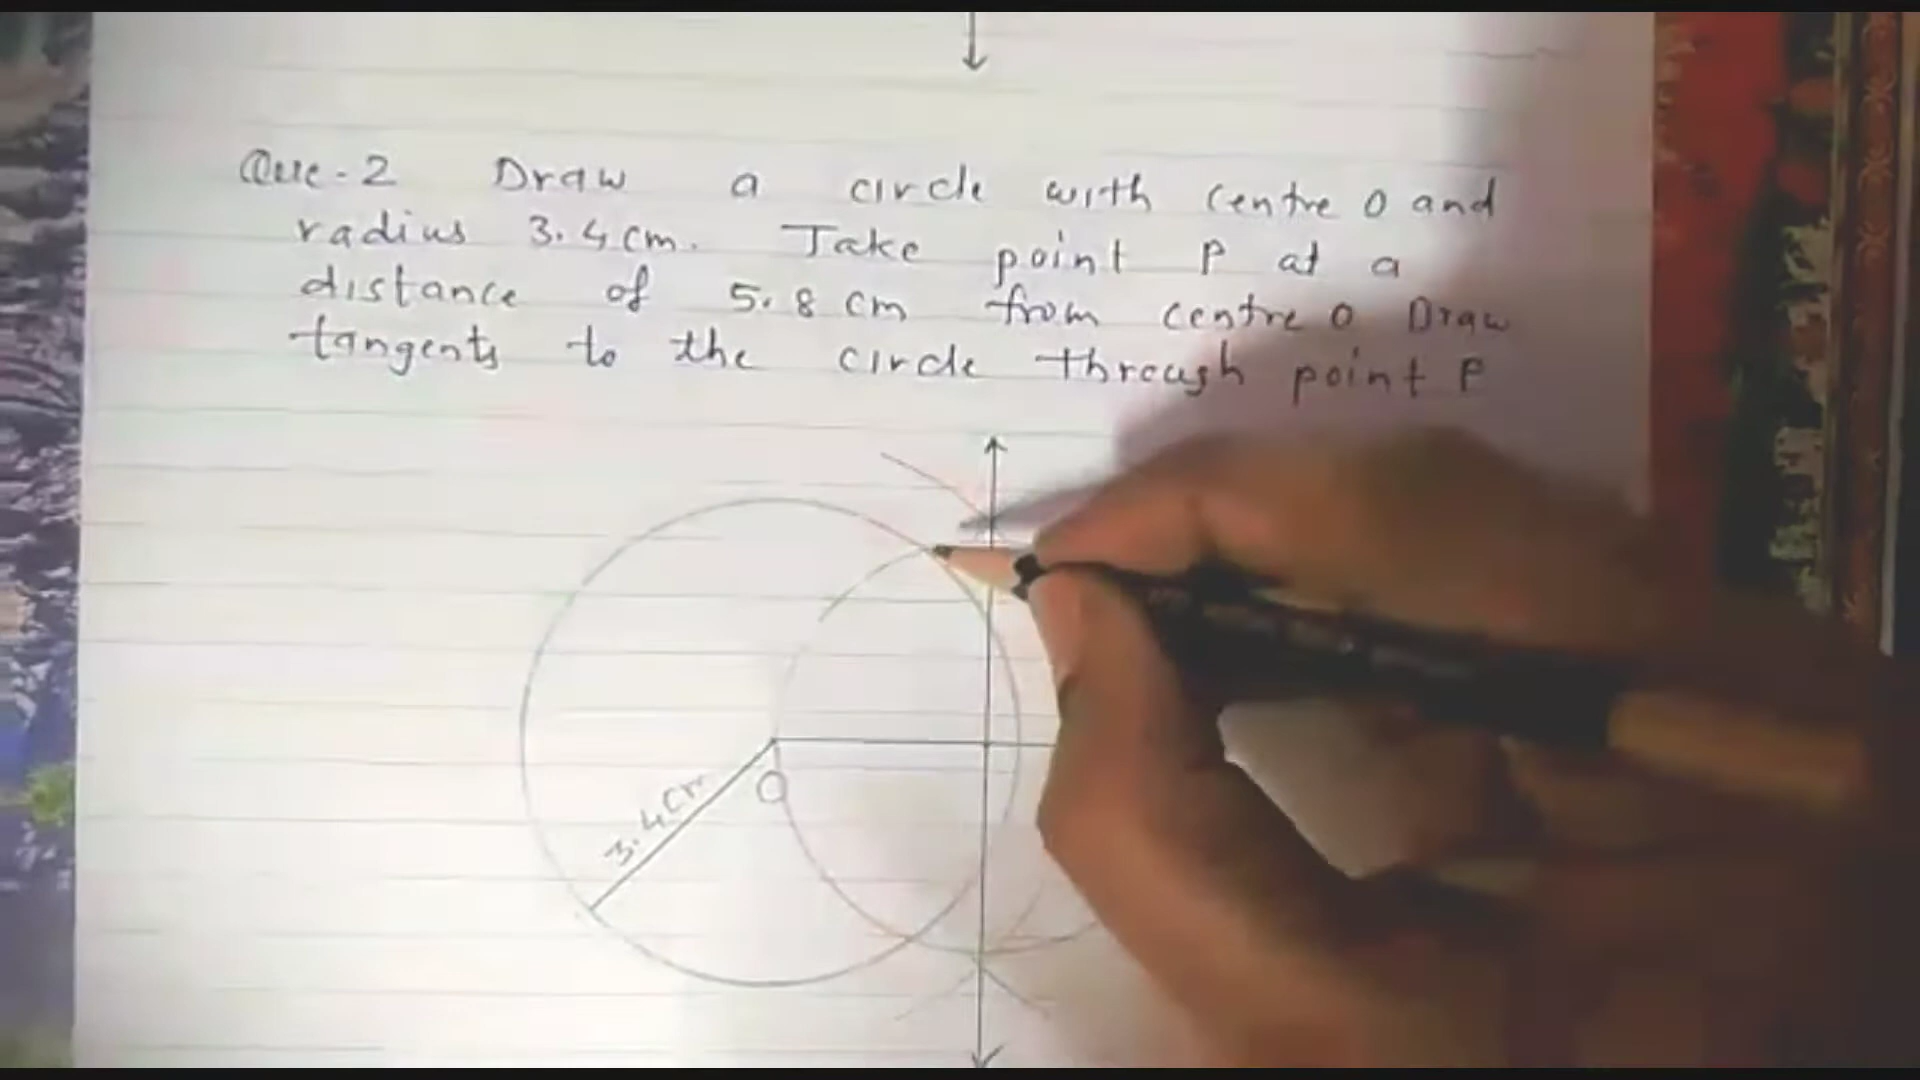 Que-2 Draw a circle with centre O and
radius 3.4 cm. Take point P at a
distance of 5.8 cm from centre O Draw
tangents to the circle through point P
3.4cm
O